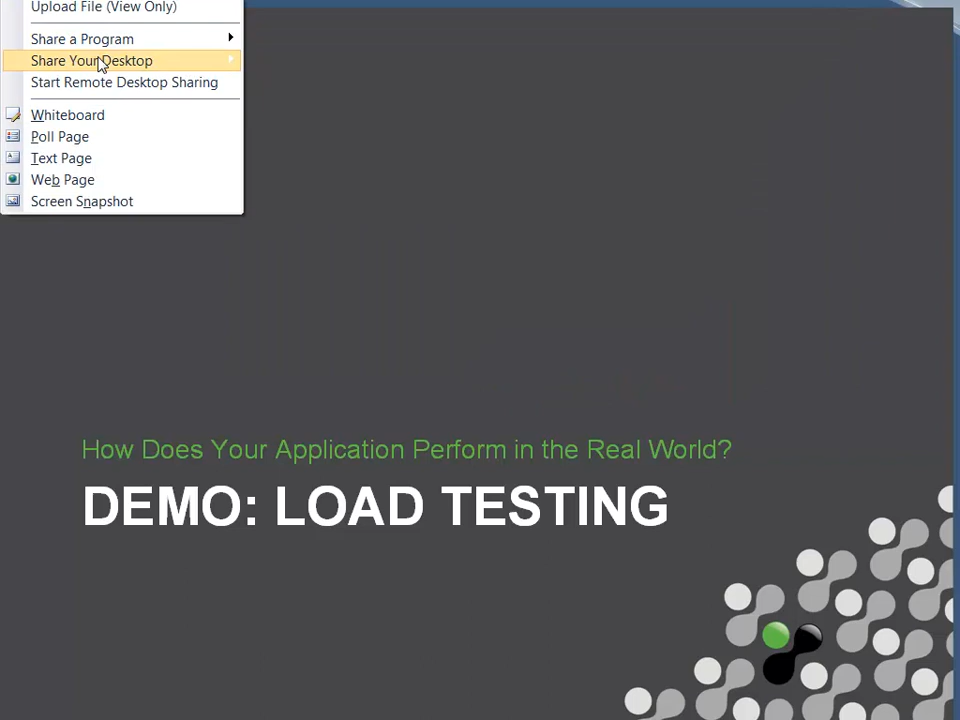 Upload File (View Only)
Share a Program
Share Your Desktop
Start Remote Desktop Sharing
Whiteboard
Poll Page
Text Page
Web Page
Screen Snapshot
How Does Your Application Perform in the Real World?
DEMO: LOAD TESTING